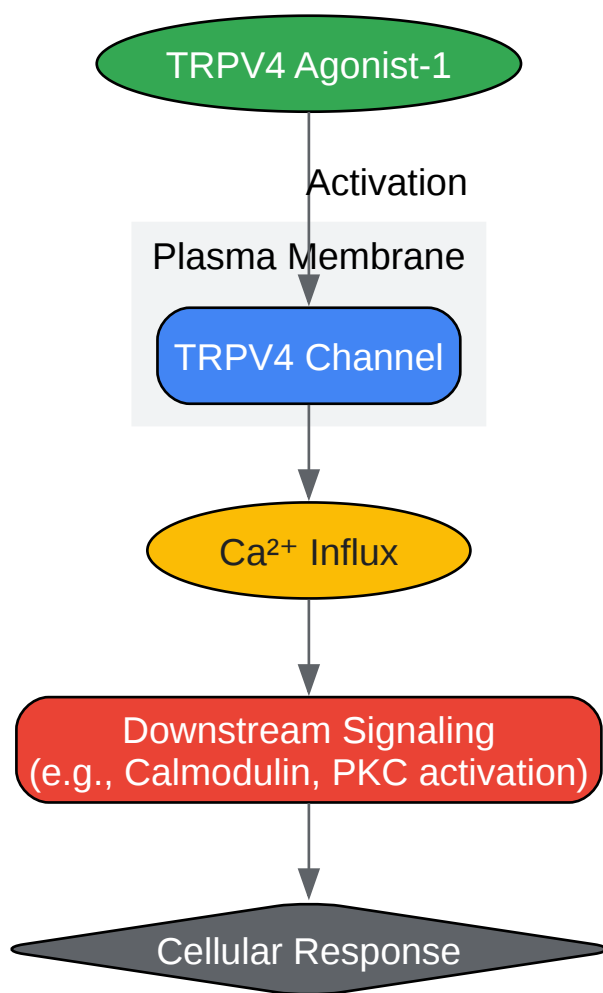 TRPV4 Agonist-1
Activation
Plasma Membrane
TRPV4 Channel
Ca²⁺ Influx
Downstream Signaling
(e.g., Calmodulin, PKC activation)
Cellular Response